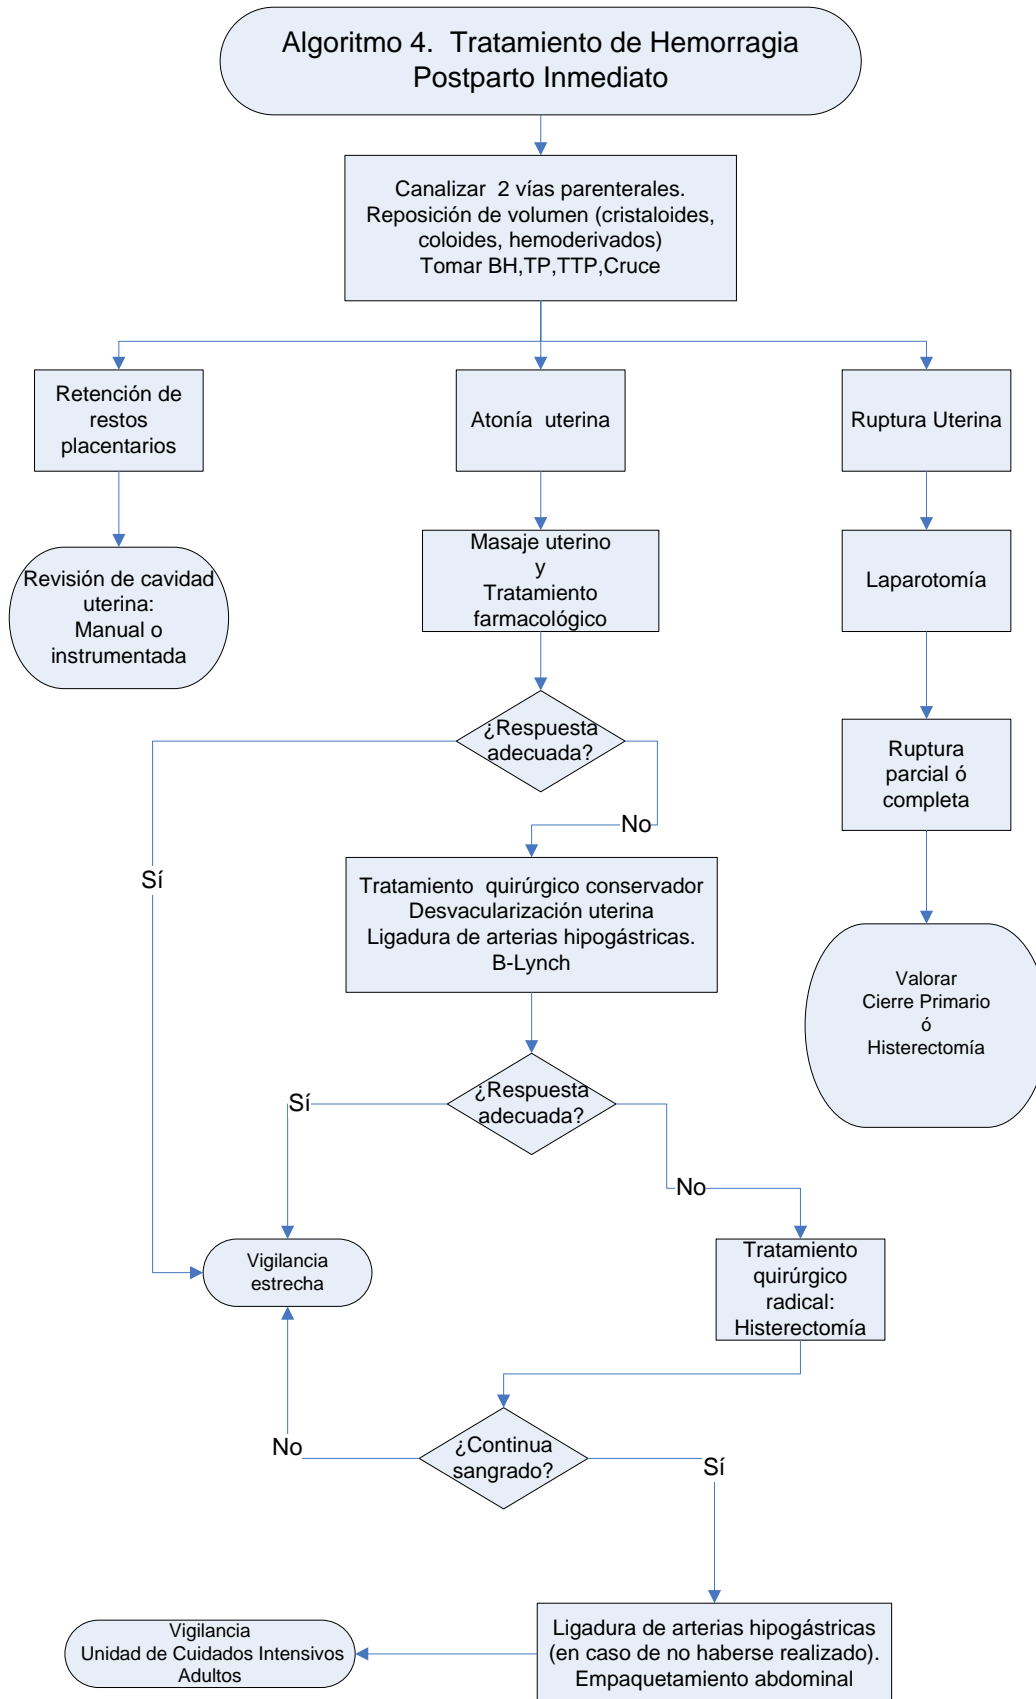 Algoritmo 4.  Tratamiento de Hemorragia
Postparto Inmediato
Canalizar  2 vías parenterales.
Reposición de volumen (cristaloides,
coloides, hemoderivados)
Tomar BH,TP,TTP,Cruce
Retención de
restos
placentarios
Atonía  uterina
Ruptura Uterina
Revisión de cavidad
uterina:
Manual o
instrumentada
Masaje uterino
y
Tratamiento
farmacológico
Laparotomía
¿Respuesta
adecuada?
Ruptura
parcial ó
completa
No
Sí
Tratamiento  quirúrgico conservador
Desvacularización uterina
Ligadura de arterias hipogástricas.
B-Lynch
Valorar
Cierre Primario
ó
Histerectomía
¿Respuesta
adecuada?
Sí
No
Vigilancia
estrecha
Tratamiento
quirúrgico
radical:
Histerectomía
¿Continua
sangrado?
No
Sí
Vigilancia
Unidad de Cuidados Intensivos
Adultos
Ligadura de arterias hipogástricas
(en caso de no haberse realizado).
Empaquetamiento abdominal